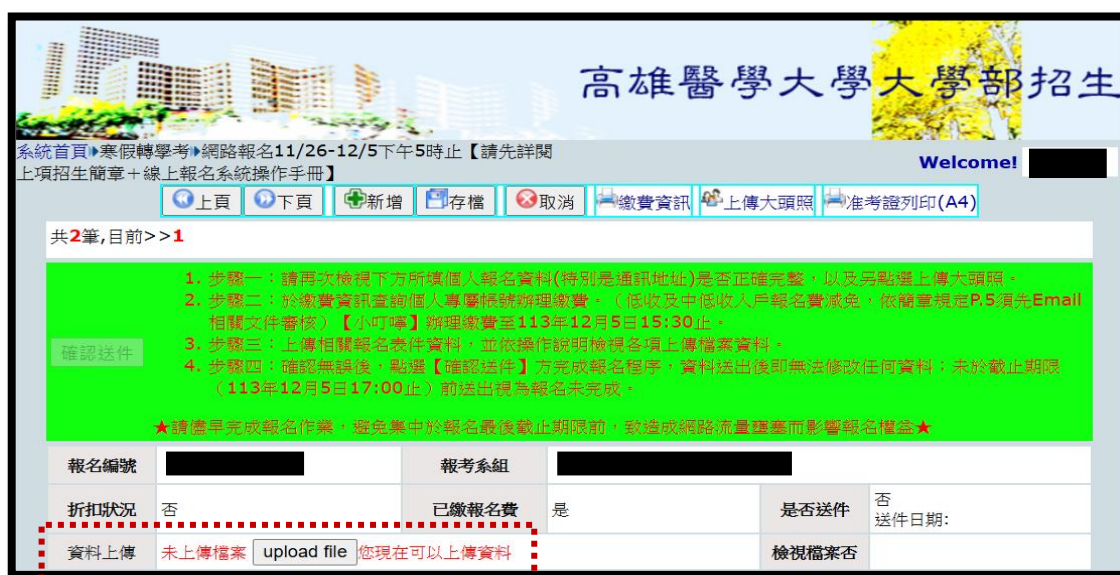 高雄醫學大學大學部招生
系統首頁▶寒假轉學考▶網路報名11/26-12/5下午5時止【請先詳閱
上項招生簡章＋線上報名系統操作手冊】
Welcome!
上頁 下頁 新增 存檔 取消 繳費資訊 上傳大頭照 准考證列印(A4)
共2筆,目前>>1
1. 步驟一：請再次檢視下方所填個人報名資料(特別是通訊地址)是否正確完整，以及另點選上傳大頭照。
2. 步驟二：於繳費資訊查詢個人專屬帳號辦理繳費。（低收及中低收入戶報名費減免，依簡章規定P.5須先Email
相關文件審核）【小叮嚀】辦理繳費至113年12月5日15:30止。
3. 步驟三：上傳相關報名表件資料，並依操作說明檢視各項上傳檔案資料。
確認送件
4. 步驟四：確認無誤後，點選【確認送件】方完成報名程序，資料送出後即無法修改任何資料；未於截止期限
（113年12月5日17:00止）前送出視為報名未完成。
★請儘早完成報名作業，避免集中於報名最後截止期限前，致造成網路流量壅塞而影響報名權益★
報名編號 報考系組
折扣狀況 否 已繳報名費 是 是否送件 否
送件日期:
資料上傳 未上傳檔案 upload file 您現在可以上傳資料 檢視檔案否